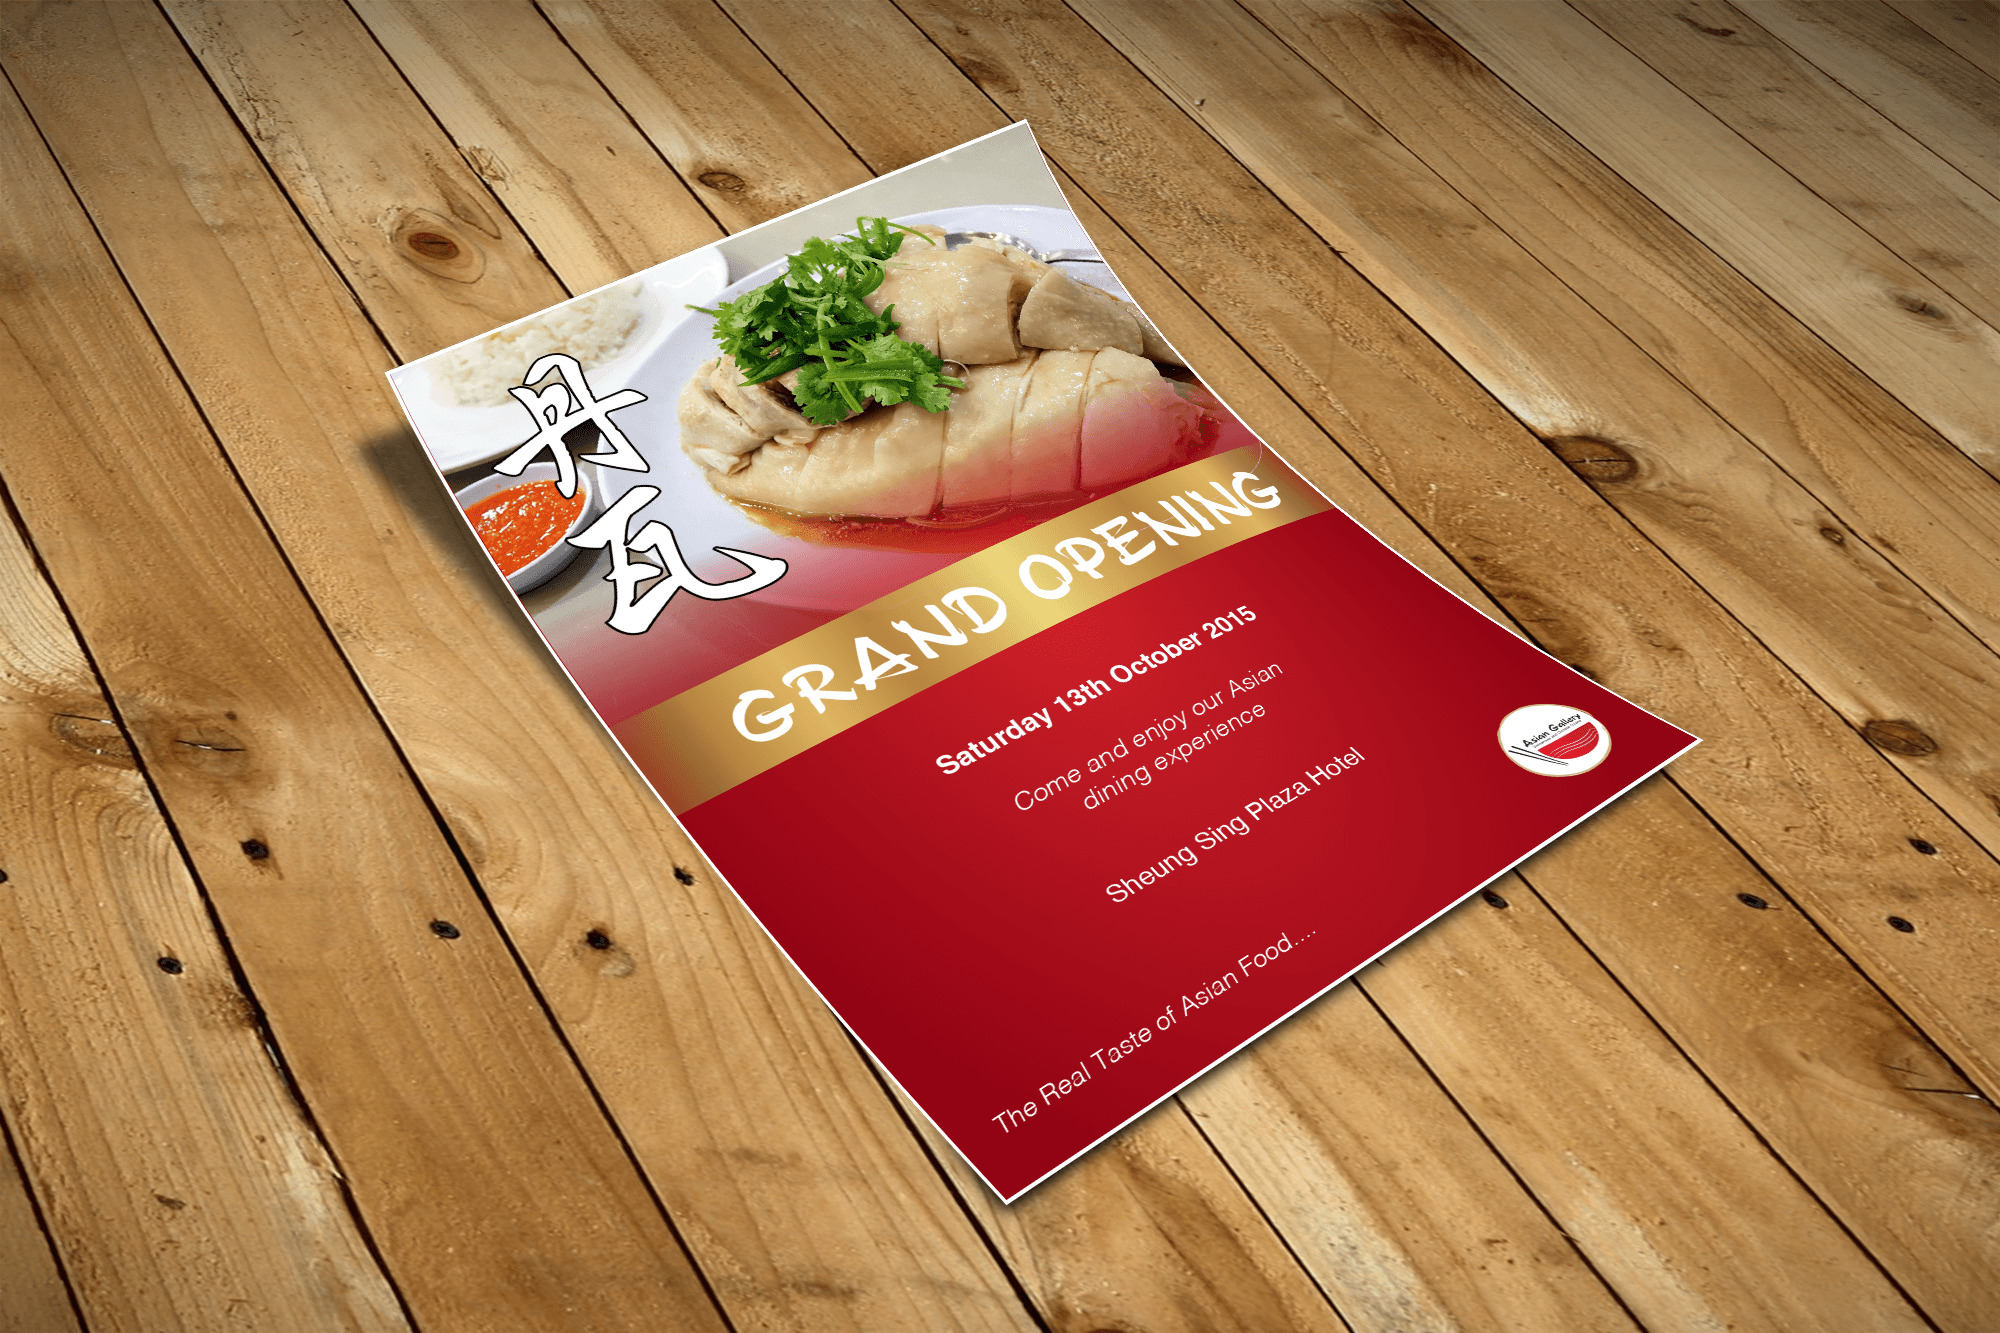 丹
瓦
GRAND OPENING
Saturday 13th October 2015
Come and enjoy our Asian
dining experience
Sheung Sing Plaza Hotel
The Real Taste of Asian Food....
Asian Gallery